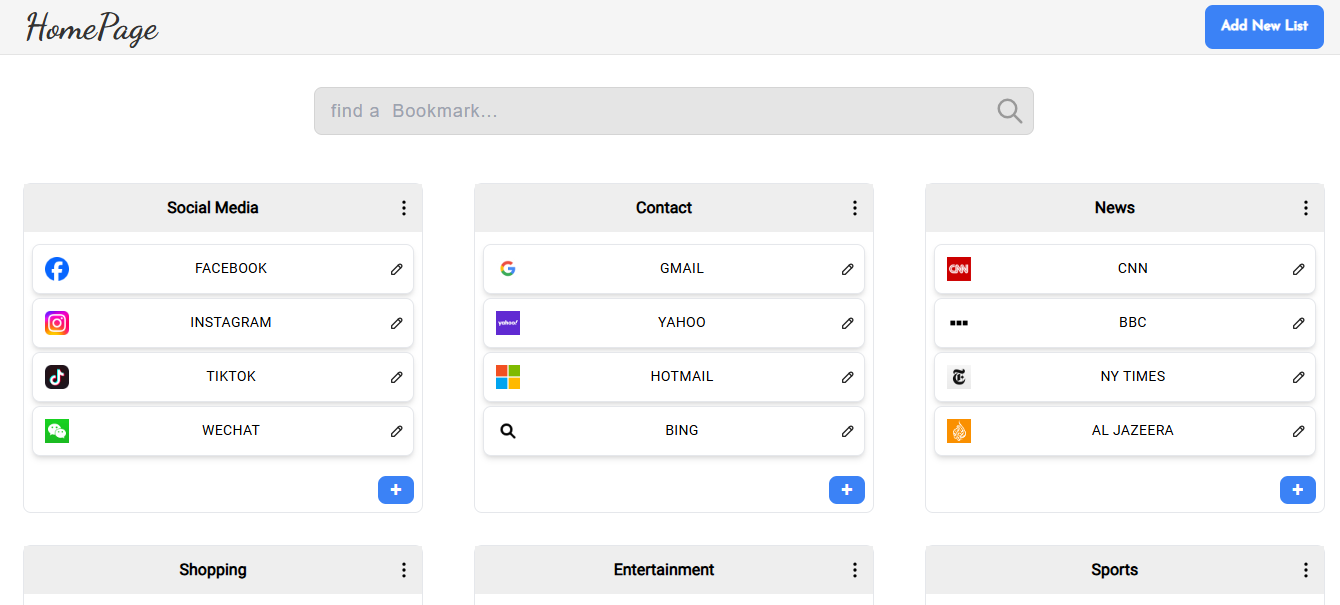 HomePage
Add New List
find a  Bookmark...
Social Media
FACEBOOK
INSTAGRAM
TIKTOK
WECHAT
Contact
GMAIL
yahoo!
YAHOO
HOTMAIL
BING
News
CNN
CNN
BBC
NY TIMES
AL JAZEERA
Shopping
Entertainment
Sports